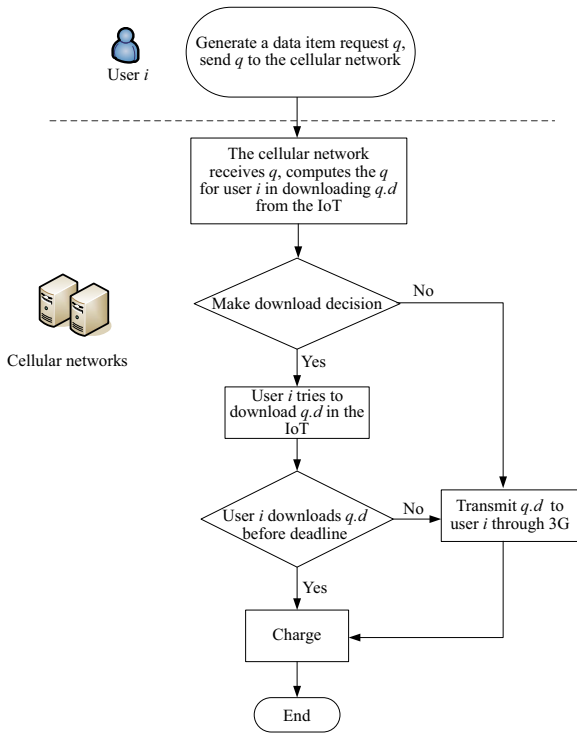 Generate a data item request q,
send q to the cellular network
User i
The cellular network
receives q, computes the q
for user i in downloading q.d
from the IoT
Make download decision
No
Cellular networks
Yes
User i tries to
download q.d in the
IoT
User i downloads q.d
before deadline
No
Transmit q.d to
user i through 3G
Yes
Charge
End